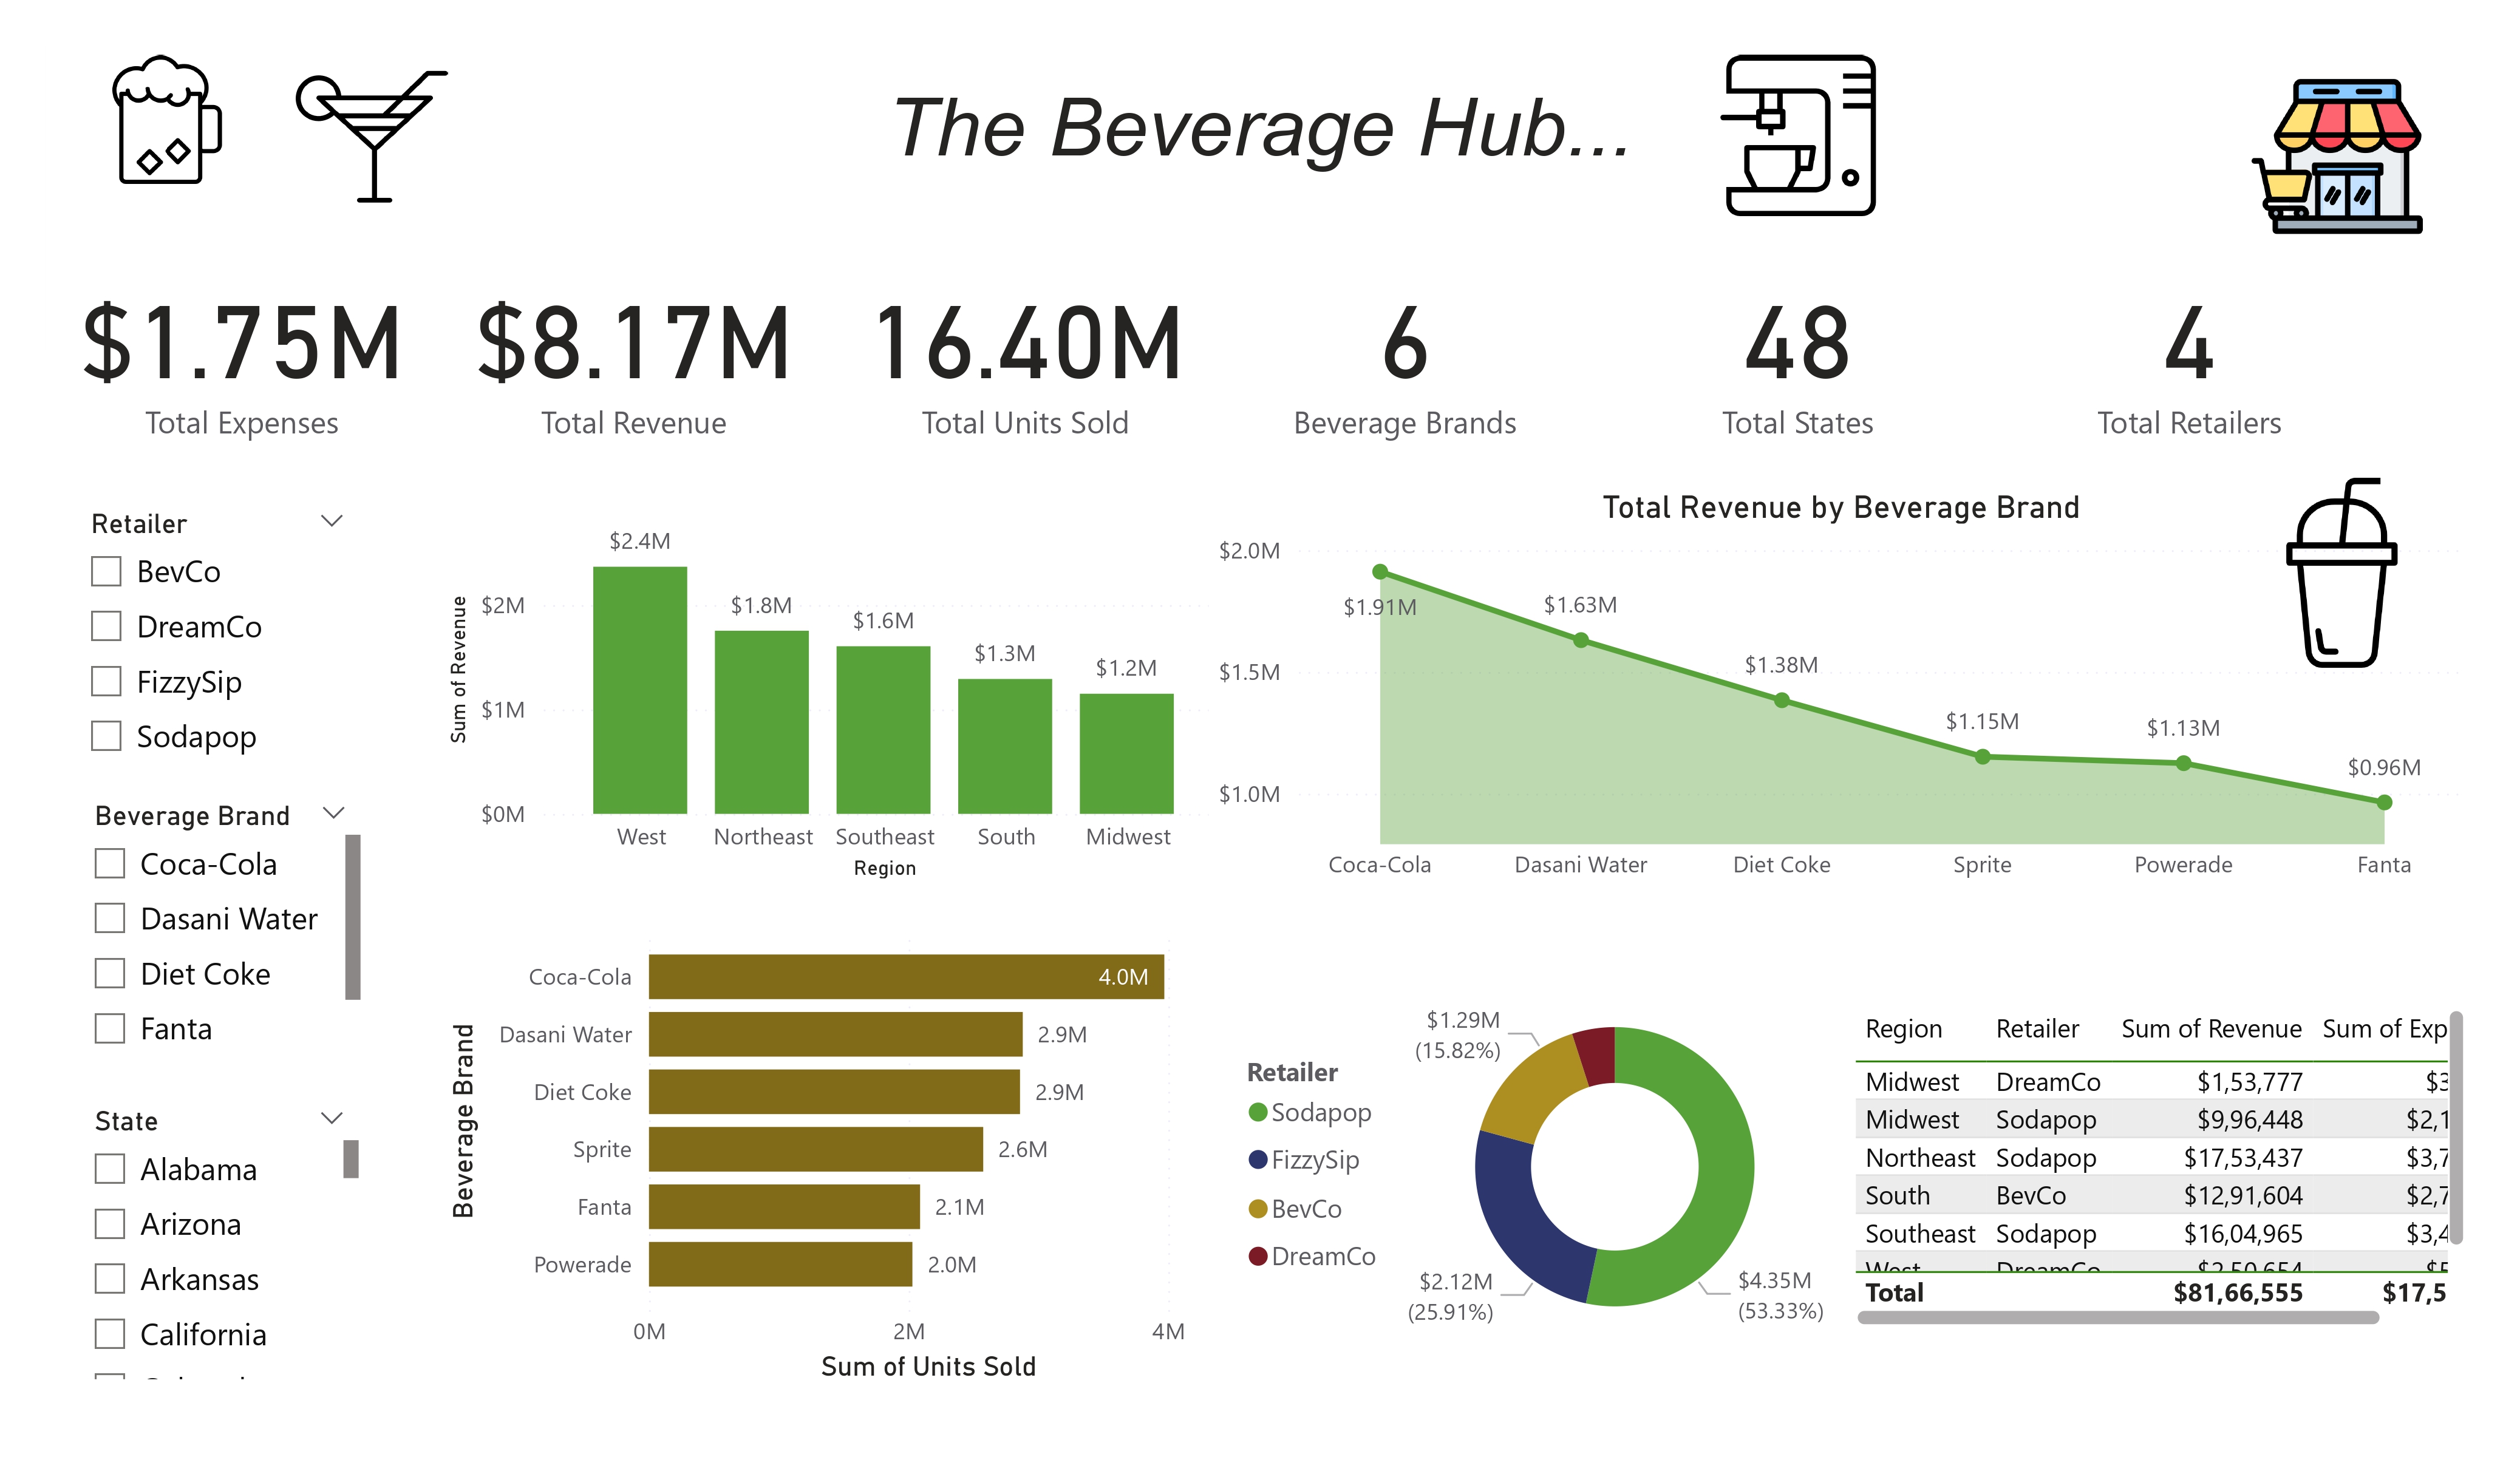 The Beverage Hub...
$1.75M
Total Expenses
$8.17M
Total Revenue
16.40M
Total Units Sold
6
Beverage Brands
48
Total States
4
Total Retailers
Retailer
BevCo
DreamCo
FizzySip
Sodapop
Beverage Brand
Coca-Cola
Dasani Water
Diet Coke
Fanta
State
Alabama
Arizona
Arkansas
California
Sum of Revenue
$2M
$1M
$0M
$2.4M
$1.8M
$1.6M
$1.3M
$1.2M
West
Northeast
Southeast
South
Midwest
Region
Total Revenue by Beverage Brand
$2.0M
$1.5M
$1.0M
$1.91M
$1.63M
$1.38M
$1.15M
$1.13M
$0.96M
Coca-Cola
Dasani Water
Diet Coke
Sprite
Powerade
Fanta
Beverage Brand
Coca-Cola 4.0M
Dasani Water 2.9M
Diet Coke 2.9M
Sprite 2.6M
Fanta 2.1M
Powerade 2.0M
0M 2M 4M
Sum of Units Sold
Retailer
Sodapop
FizzySip
BevCo
DreamCo
$1.29M
(15.82%)
$2.12M
(25.91%)
$4.35M
(53.33%)
Region Retailer Sum of Revenue Sum of Exp
Midwest DreamCo $1,53,777 $3
Midwest Sodapop $9,96,448 $2,1
Northeast Sodapop $17,53,437 $3,7
South BevCo $12,91,604 $2,7
Southeast Sodapop $16,04,965 $3,4
West DreamCo $2,50,654
Total $81,66,555 $17,5